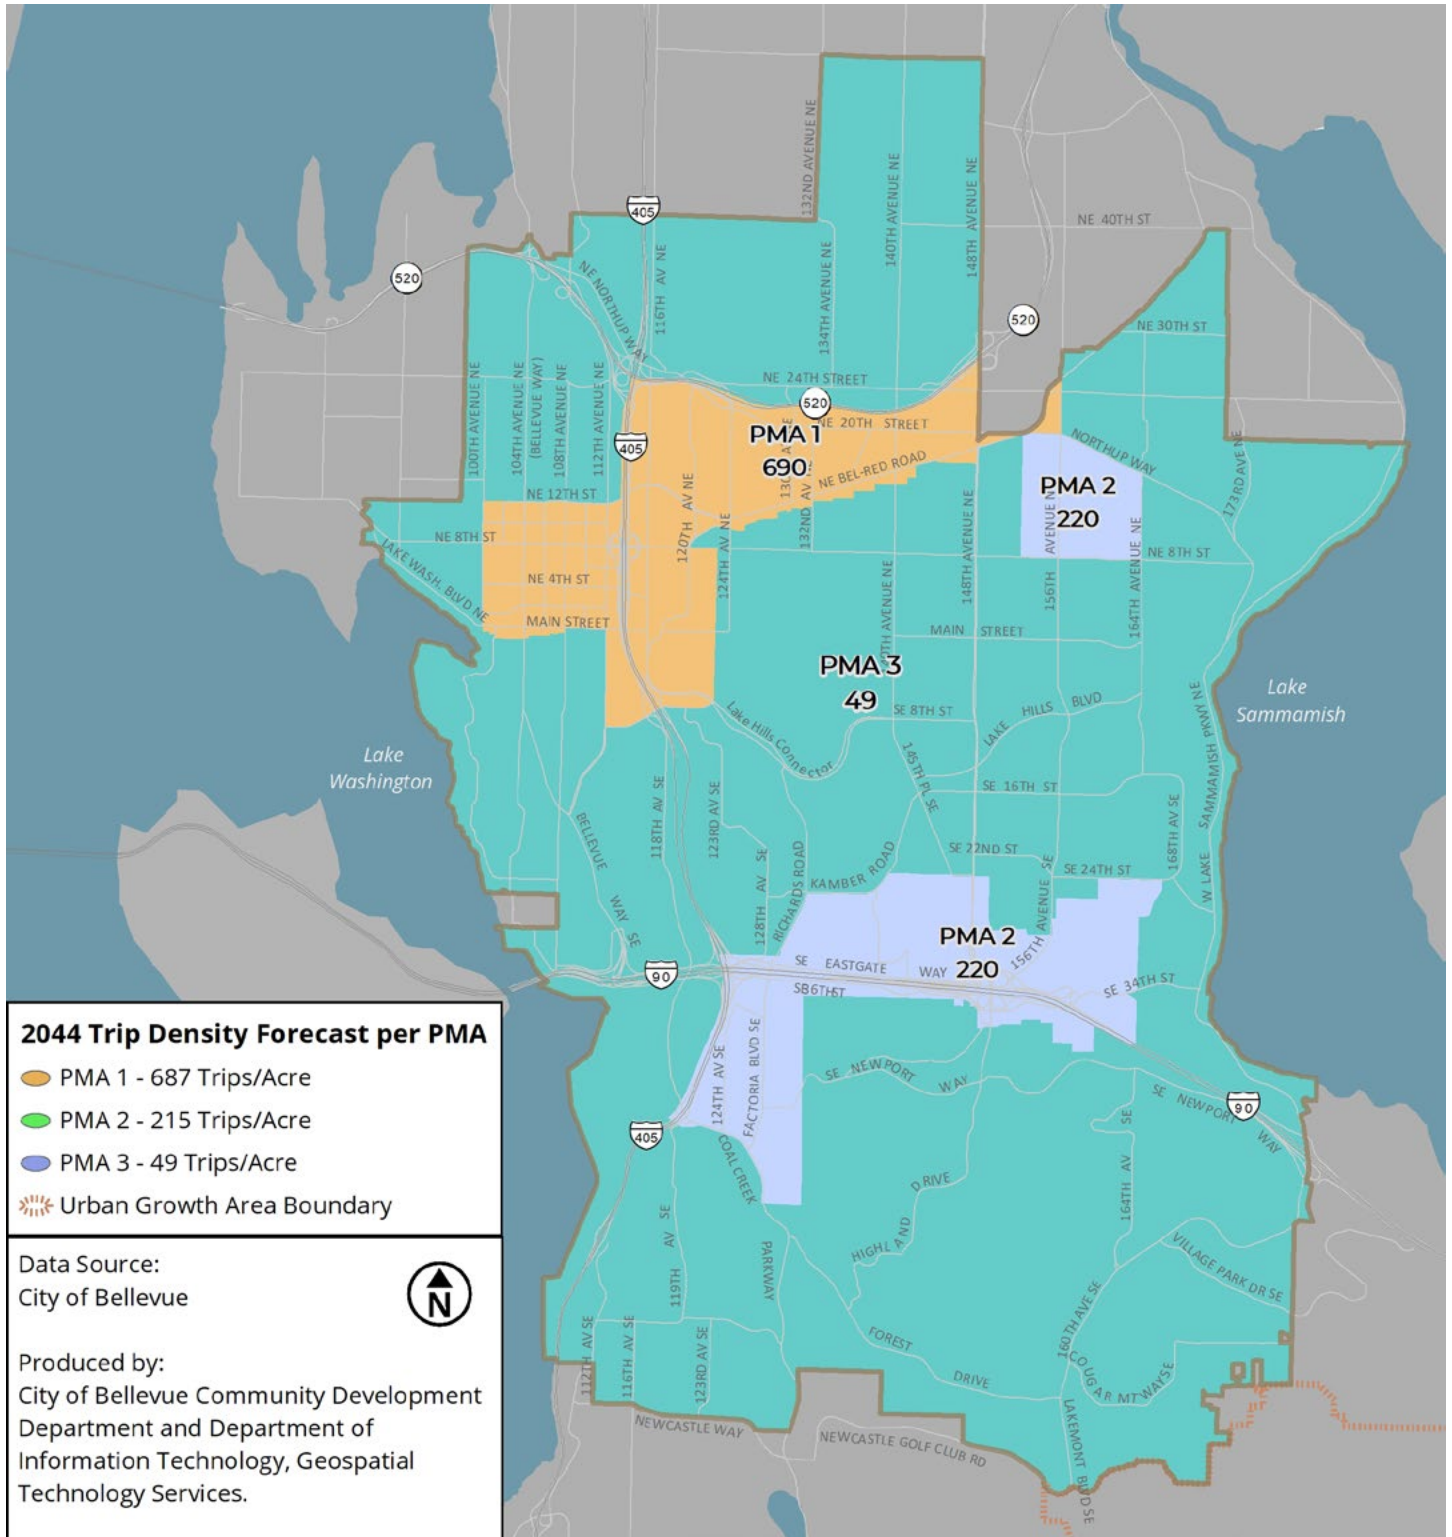 132ND AVENUE NE
140TH AVENUE NE
148TH AVENUE NE
405
NE 40TH ST
520
NE NORTHUP WAY
116TH AV NE
134TH AVENUE NE
520
NE 30TH ST
100TH AVENUE NE
104TH AVENUE NE
(BELLEVUE WAY)
108TH AVENUE NE
112TH AVENUE NE
NE 24TH STREET
520
405
PMA 1
690
NE 20TH STREET
NE BEL-RED ROAD
132ND AV NE
NORTHUP WAY
173RD AVE NE
PMA 2
220
156TH AVENUE NE
164TH AVENUE NE
148TH AVENUE NE
NE 12TH ST
NE 8TH ST
120TH AV NE
124TH AV NE
NE 8TH ST
LAKE WASH. BLVD NE
NE 4TH ST
MAIN STREET
MAIN STREET
PMA 3
49
Lake
Sammamish
Lake
Washington
SE 8TH ST
LAKE HILLS BLVD
Lake Hills Connector
145TH PL SE
SE 16TH ST
W LAKE SAMMAMISH PKWY NE
168TH AV SE
BELLEVUE WAY SE
118TH AV SE
123RD AV SE
128TH AV SE
RICHARDS ROAD
KAMBER ROAD
SE 22ND ST
SE 24TH ST
156TH AVENUE SE
PMA 2
220
90
SE EASTGATE WAY
SE 34TH ST
124TH AV SE
FACTORIA BLVD SE
SE NEWPORT WAY
SE NEWPORT WAY
90
405
COAL CREEK PARKWAY
HIGHLAND DRIVE
164TH AV SE
VILLAGE PARK DR SE
119TH AV SE
160TH AVE SE
COUGAR MT WAY SE
FOREST DRIVE
112TH AV SE
116TH AV SE
123RD AV SE
NEWCASTLE WAY
NEWCASTLE GOLF CLUB RD
LAKEMONT BLVD SE
2044 Trip Density Forecast per PMA
PMA 1 - 687 Trips/Acre
PMA 2 - 215 Trips/Acre
PMA 3 - 49 Trips/Acre
Urban Growth Area Boundary
Data Source:
City of Bellevue
N
Produced by:
City of Bellevue Community Development
Department and Department of
Information Technology, Geospatial
Technology Services.